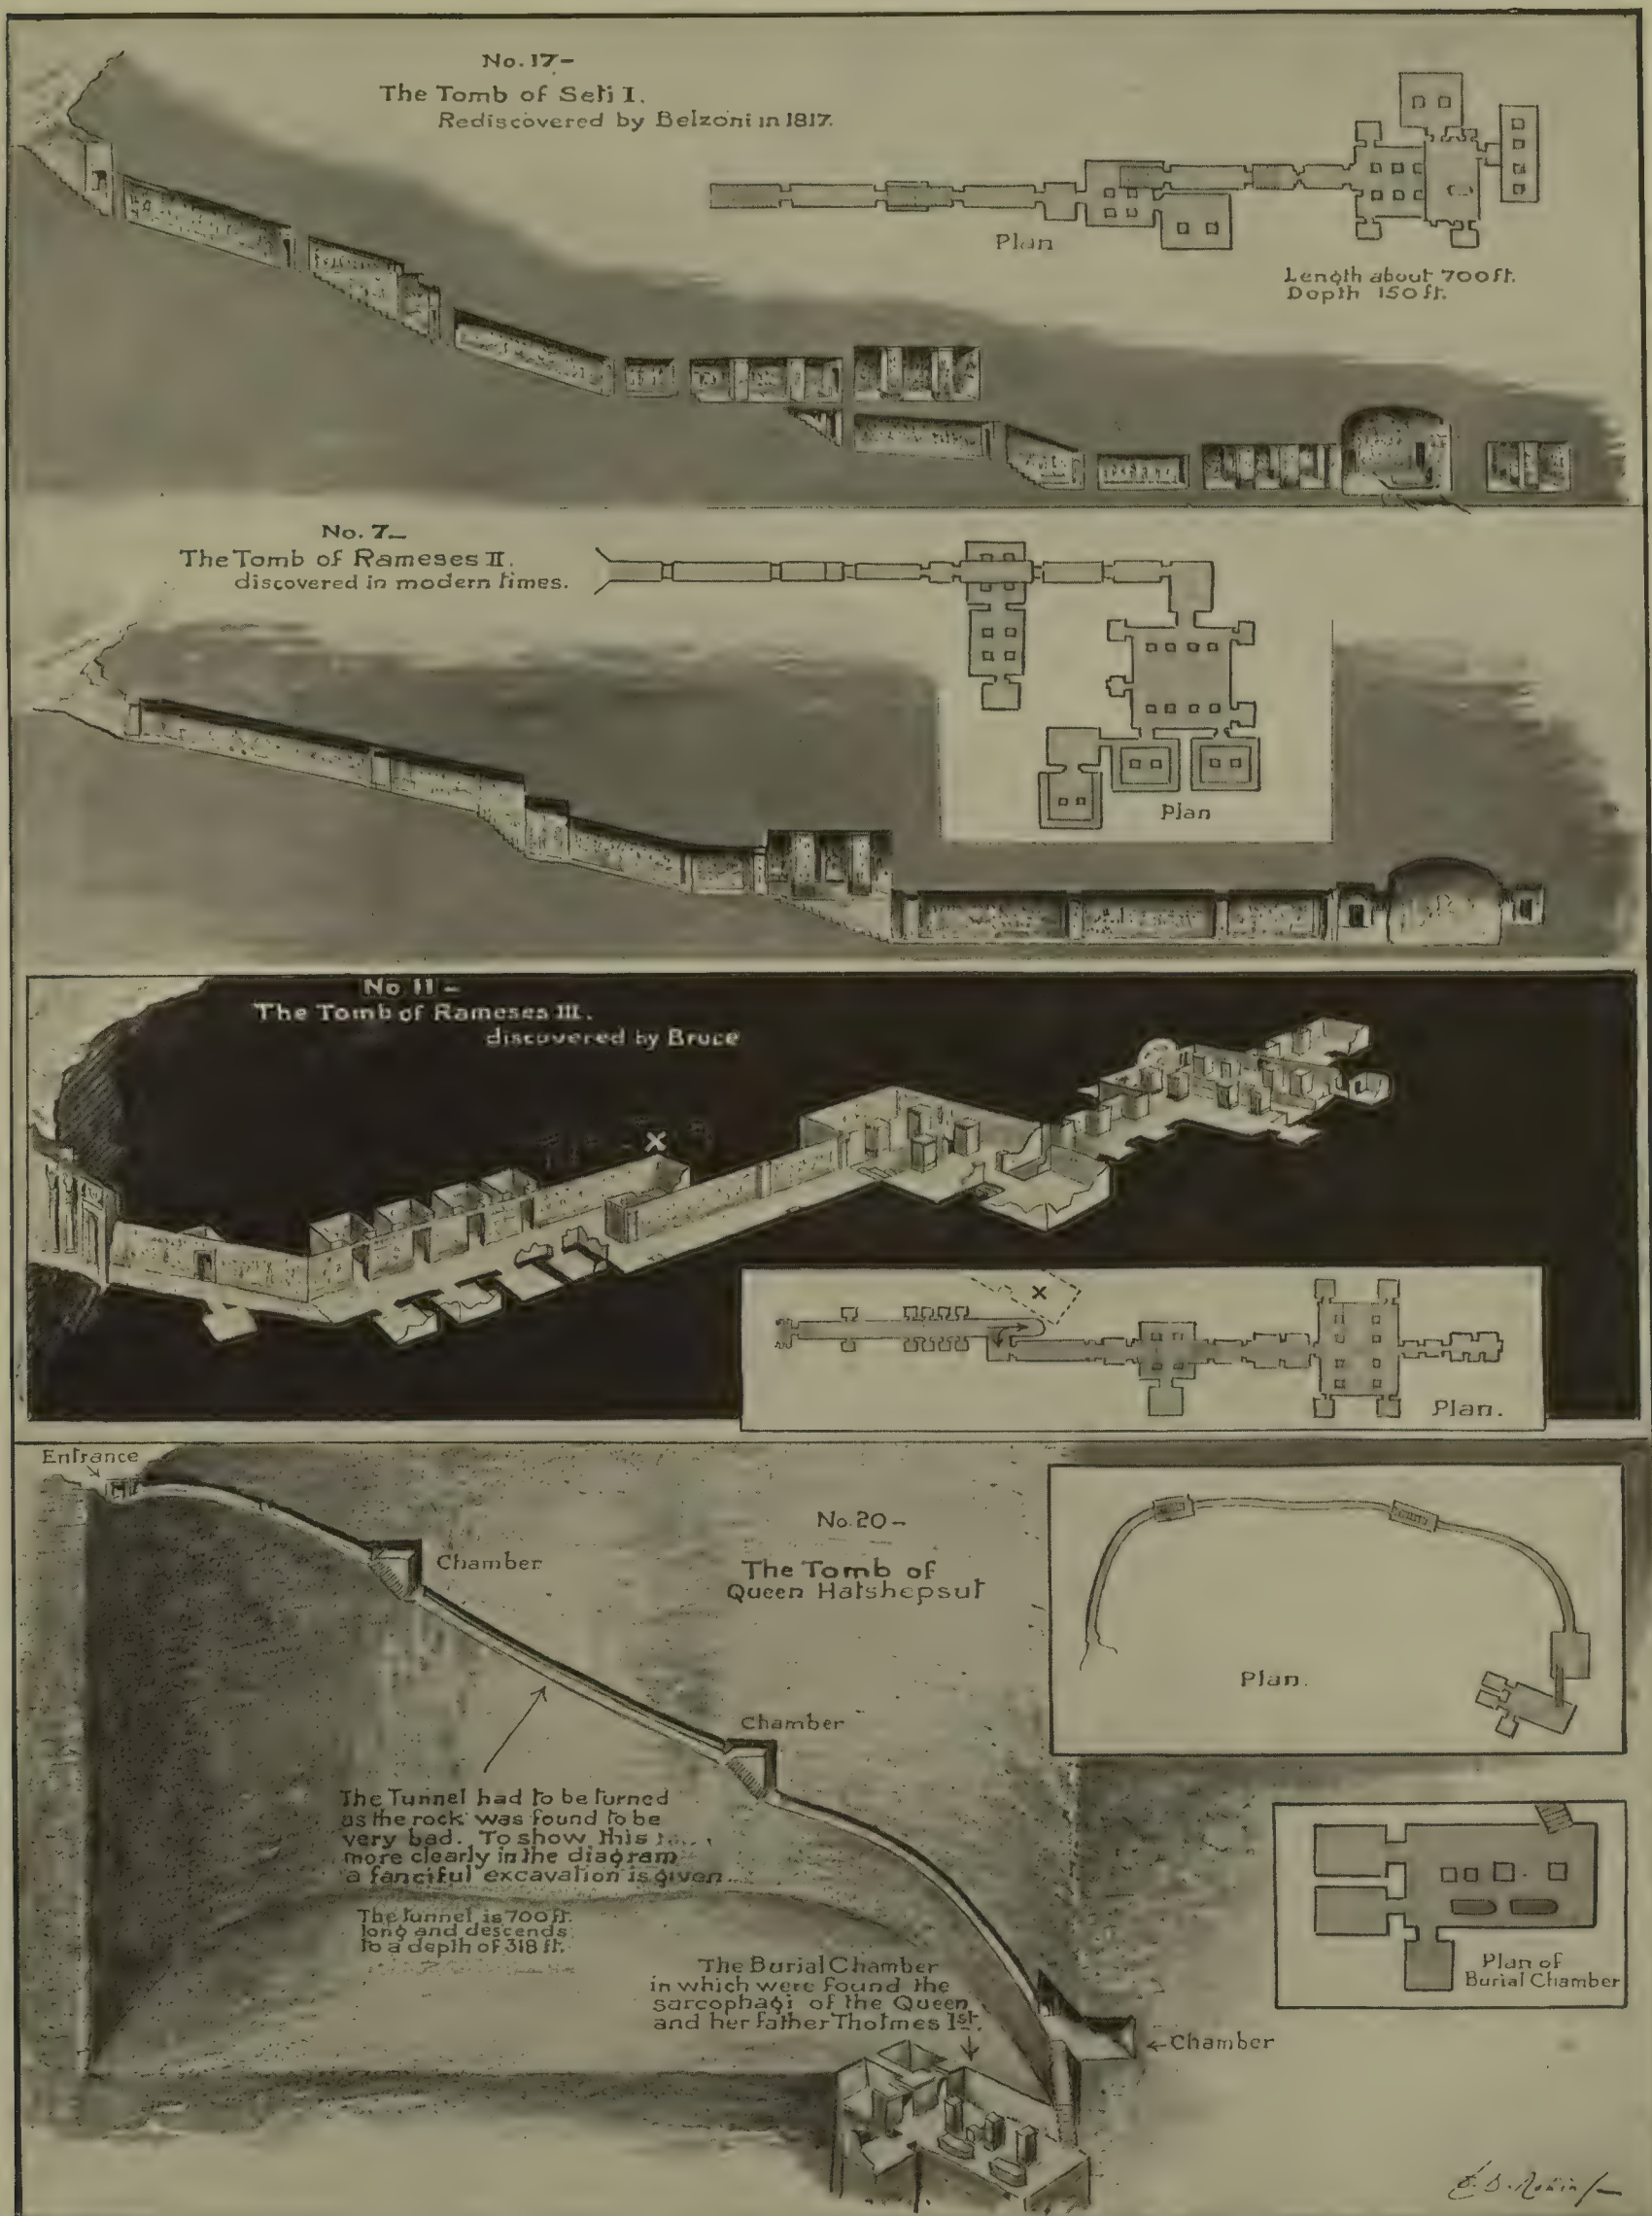 No. 17-
The Tomb of Seti I.
Rediscovered by Belzoni in 1817.
Plan
Length about 700 ft.
Depth 150 ft.
No. 7-
The Tomb of Rameses II.
discovered in modern times.
Plan
No 11 -
The Tomb of Rameses III.
discovered by Bruce
X
X
Plan.
Entrance
Chamber
No. 20-
The Tomb of
Queen Hatshepsut
Plan.
Chamber
The Tunnel had to be turned
as the rock was found to be
very bad. To show this
more clearly in the diagram
a fanciful excavation is given
The tunnel is 700 ft.
long and descends
to a depth of 318 ft.
The Burial Chamber
in which were found the
sarcophagi of the Queen
and her father Thotmes 1st.
Chamber
Plan of
Burial Chamber